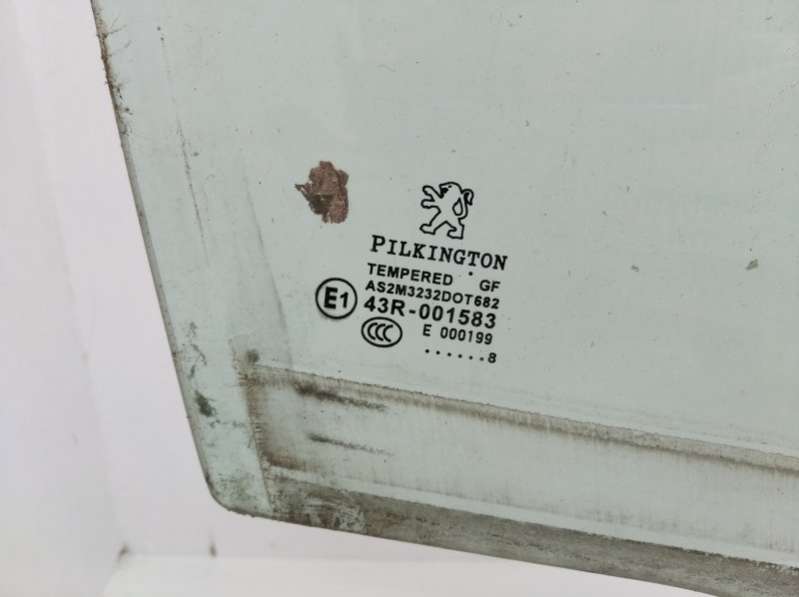 PILKINGTON
TEMPERED GF
AS2M3232DOT682
E1 43R-001583
CCC E 000199
......8